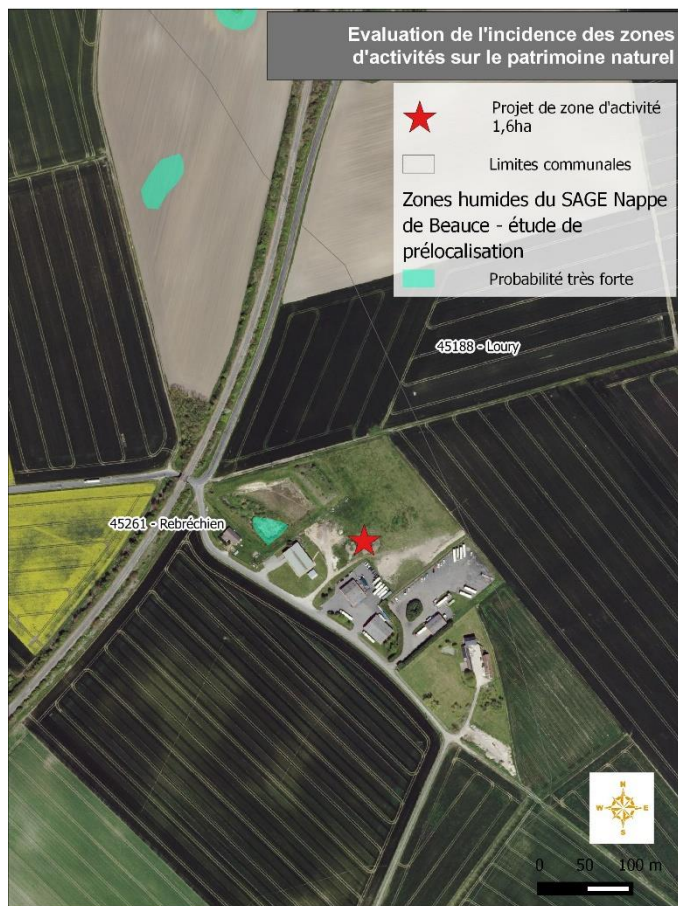 Evaluation de l'incidence des zones
d'activités sur le patrimoine naturel
Projet de zone d'activité
1,6ha
Limites communales
Zones humides du SAGE Nappe
de Beauce - étude de
prélocalisation
Probabilité très forte
45188 - Loury
45261 - Rebréchien
N
W E
S
0 50 100 m